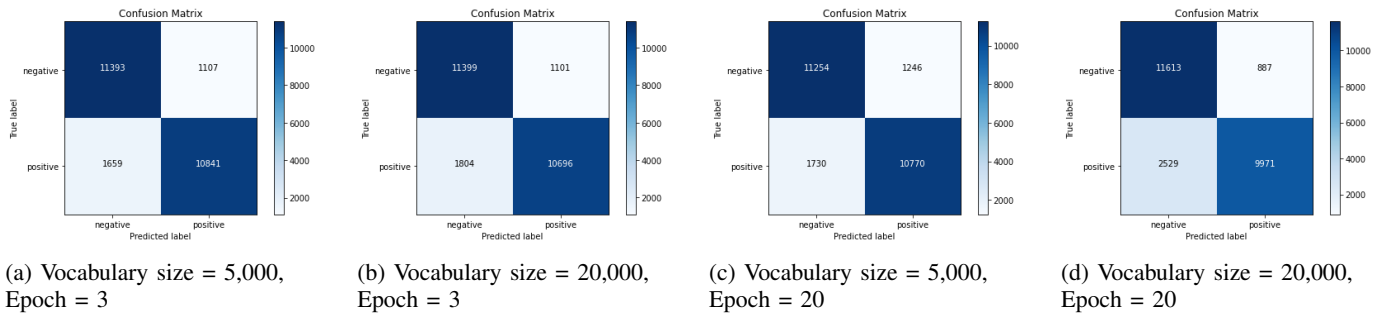 Confusion Matrix
negative
positive
True label
11393
1107
1659
10841
negative
positive
Predicted label
10000
8000
6000
4000
2000
(a) Vocabulary size = 5,000,
Epoch = 3
Confusion Matrix
negative
positive
True label
11399
1101
1804
10696
negative
positive
Predicted label
10000
8000
6000
4000
2000
(b) Vocabulary size = 20,000,
Epoch = 3
Confusion Matrix
negative
positive
True label
11254
1246
1730
10770
negative
positive
Predicted label
10000
8000
6000
4000
2000
(c) Vocabulary size = 5,000,
Epoch = 20
Confusion Matrix
negative
positive
True label
11613
887
2529
9971
negative
positive
Predicted label
10000
8000
6000
4000
2000
(d) Vocabulary size = 20,000,
Epoch = 20